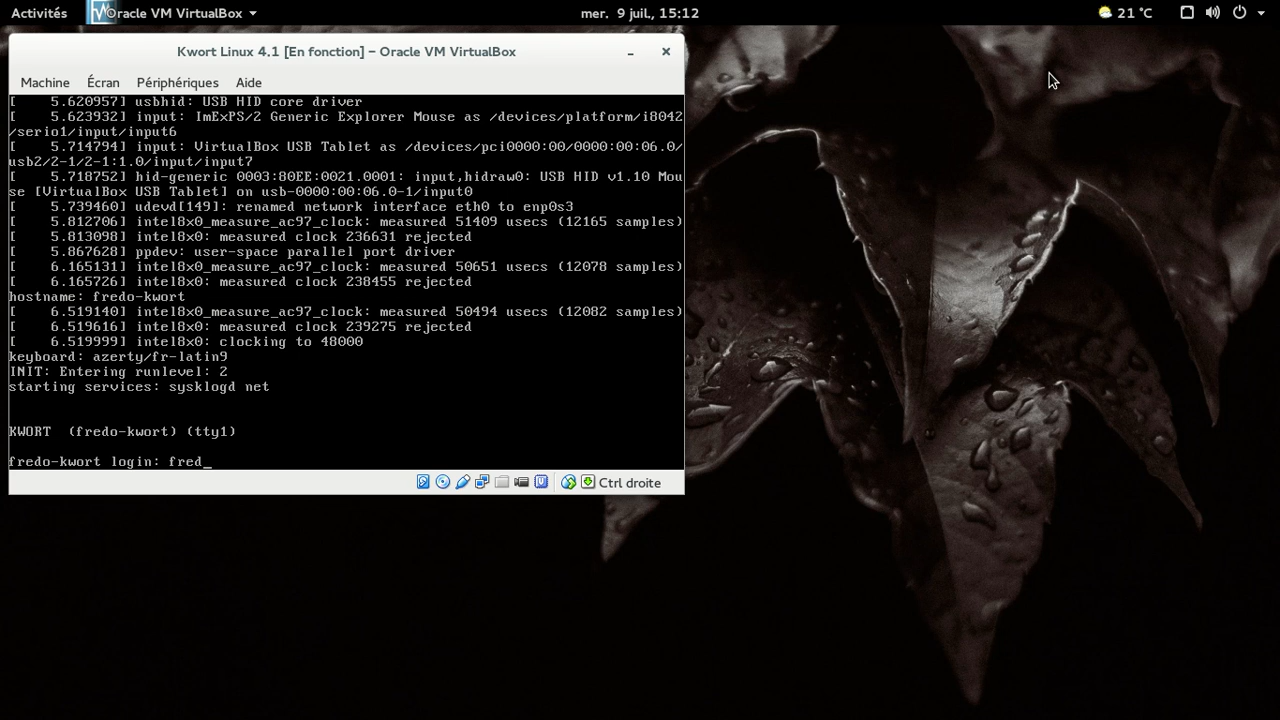 Activités
Oracle VM VirtualBox
mer. 9 juil., 15:12
21 °C
Kwort Linux 4.1 [En fonction] – Oracle VM VirtualBox
Machine Écran Périphériques Aide
[    5.620957] usbhid: USB HID core driver
[    5.623932] input: ImExPS/2 Generic Explorer Mouse as /devices/platform/i8042
/serio1/input/input6
[    5.714794] input: VirtualBox USB Tablet as /devices/pci0000:00/0000:00:06.0/
usb2/2-1/2-1:1.0/input/input7
[    5.718752] hid-generic 0003:80EE:0021.0001: input,hidraw0: USB HID v1.10 Mou
se [VirtualBox USB Tablet] on usb-0000:00:06.0-1/input0
[    5.739460] udevd[149]: renamed network interface eth0 to enp0s3
[    5.812706] intel8x0_measure_ac97_clock: measured 51409 usecs (12165 samples)
[    5.813098] intel8x0: measured clock 236631 rejected
[    5.867628] ppdev: user-space parallel port driver
[    6.165131] intel8x0_measure_ac97_clock: measured 50651 usecs (12078 samples)
[    6.165726] intel8x0: measured clock 238455 rejected
hostname: fredo-kwort
[    6.519140] intel8x0_measure_ac97_clock: measured 50494 usecs (12082 samples)
[    6.519616] intel8x0: measured clock 239275 rejected
[    6.519999] intel8x0: clocking to 48000
keyboard: azerty/fr-latin9
INIT: Entering runlevel: 2
starting services: sysklogd net
KWORT  (fredo-kwort) (tty1)
fredo-kwort login: fred_
Ctrl droite